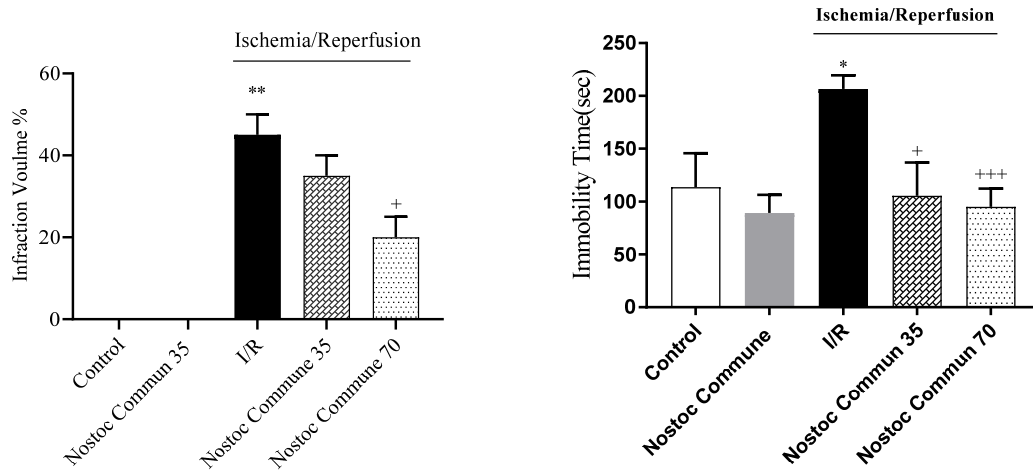 Ischemia/Reperfusion
Infraction Voulme %
60
40
20
0
**
+
Control
Nostoc Commun 35
I/R
Nostoc Commune 35
Nostoc Commune 70
Ischemia/Reperfusion
Immobility Time(sec)
250
200
150
100
50
0
*
+
+++
Control
Nostoc Commune
I/R
Nostoc Commun 35
Nostoc Commun 70